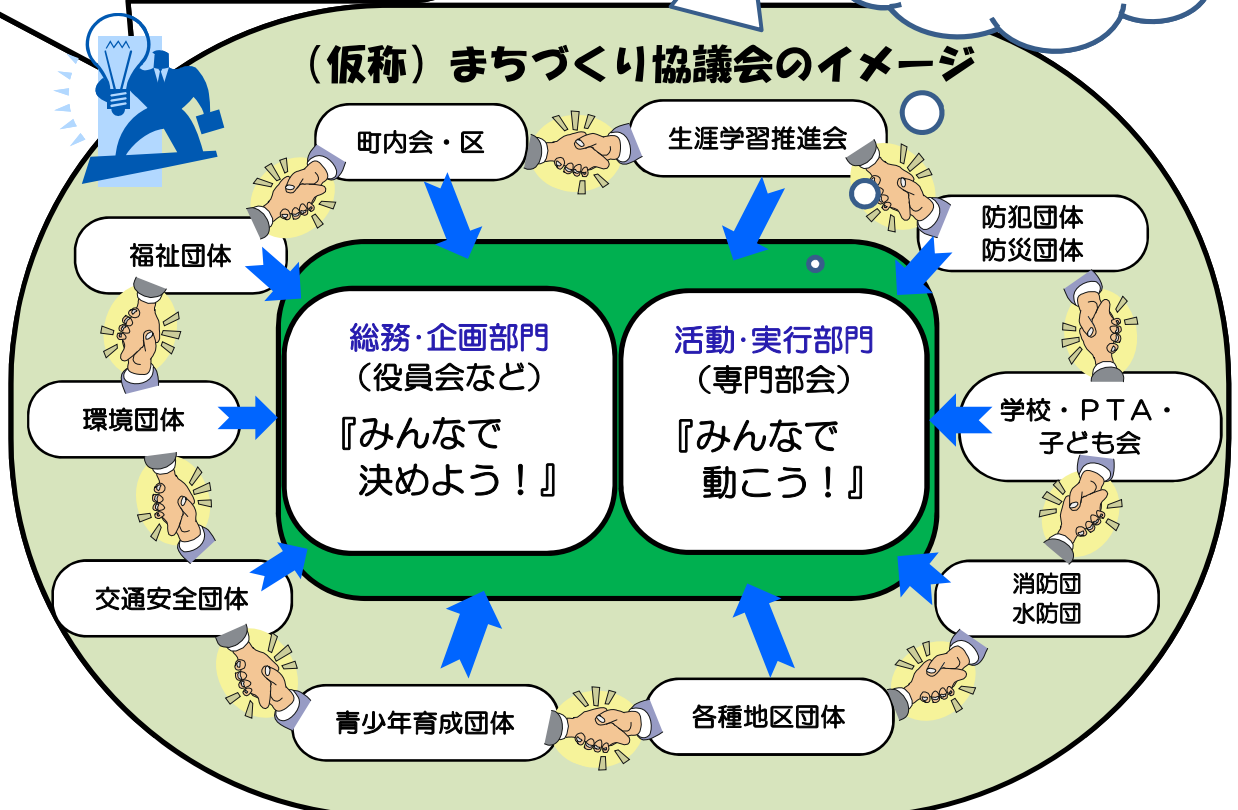 （仮称）まちづくり協議会のイメージ
町内会・区
生涯学習推進会
福祉団体
防犯団体
防災団体
総務･企画部門
（役員会など）
『みんなで
決めよう！』
活動･実行部門
（専門部会）
『みんなで
動こう！』
環境団体
学校・ＰＴＡ・
子ども会
交通安全団体
消防団
水防団
青少年育成団体
各種地区団体